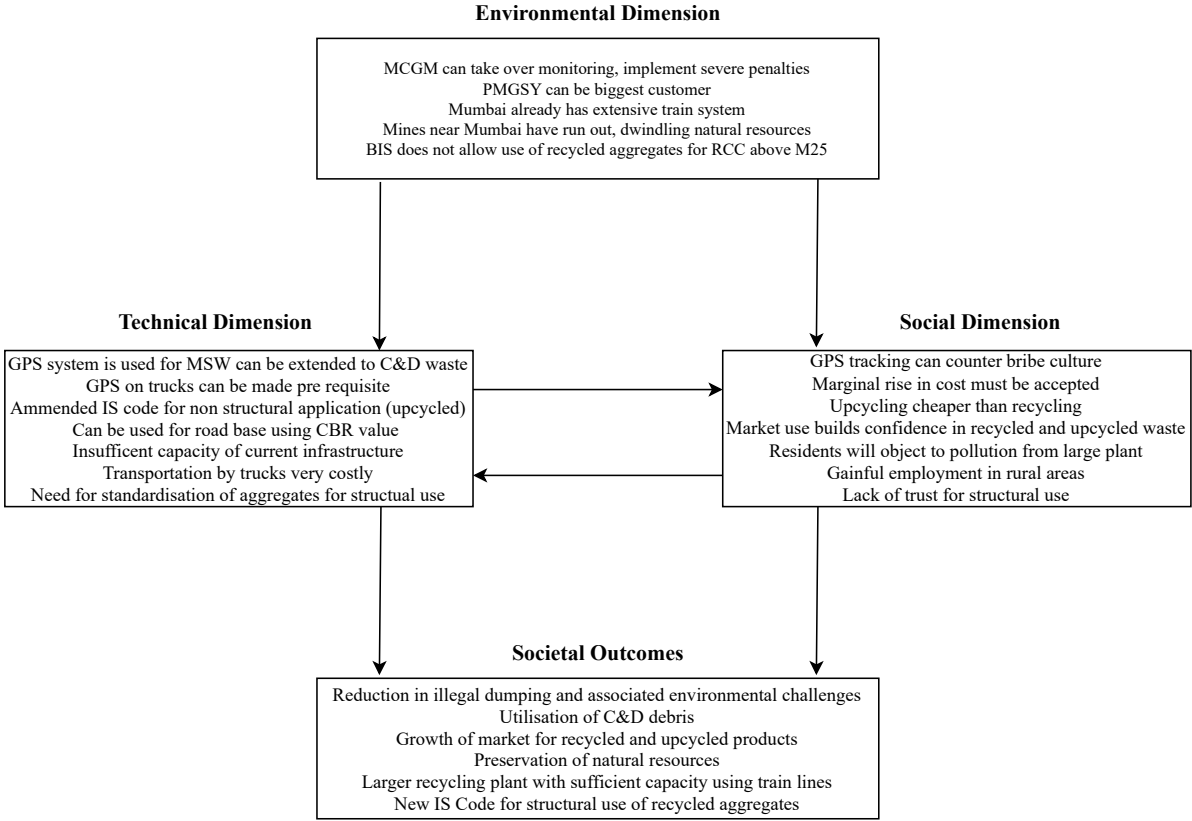 Environmental Dimension
MCGM can take over monitoring, implement severe penalties
PMGSY can be biggest customer
Mumbai already has extensive train system
Mines near Mumbai have run out, dwindling natural resources
BIS does not allow use of recycled aggregates for RCC above M25
Technical Dimension
GPS system is used for MSW can be extended to C&D waste
GPS on trucks can be made pre requisite
Ammended IS code for non structural application (upcycled)
Can be used for road base using CBR value
Insufficent capacity of current infrastructure
Transportation by trucks very costly
Need for standardisation of aggregates for structual use
Social Dimension
GPS tracking can counter bribe culture
Marginal rise in cost must be accepted
Upcycling cheaper than recycling
Market use builds confidence in recycled and upcycled waste
Residents will object to pollution from large plant
Gainful employment in rural areas
Lack of trust for structural use
Societal Outcomes
Reduction in illegal dumping and associated environmental challenges
Utilisation of C&D debris
Growth of market for recycled and upcycled products
Preservation of natural resources
Larger recycling plant with sufficient capacity using train lines
New IS Code for structural use of recycled aggregates